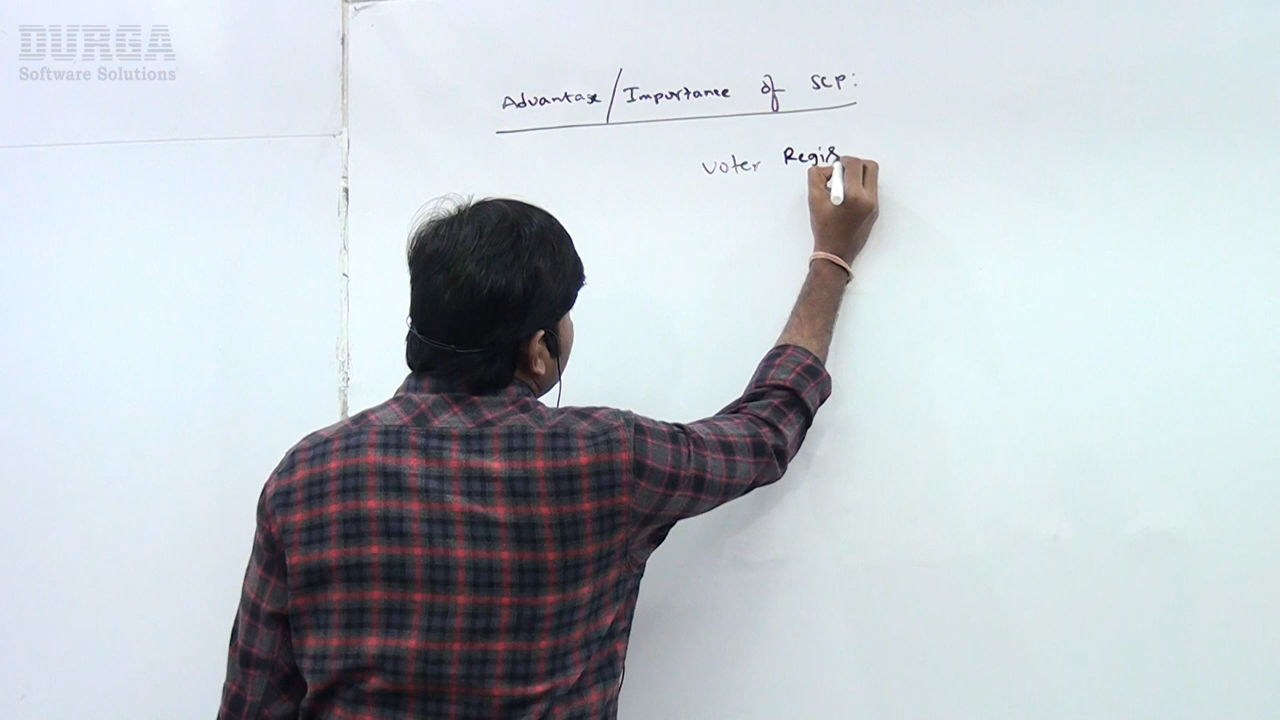 DURGA
Software Solutions
Advantage/Importance of SCP:
Voter Regis